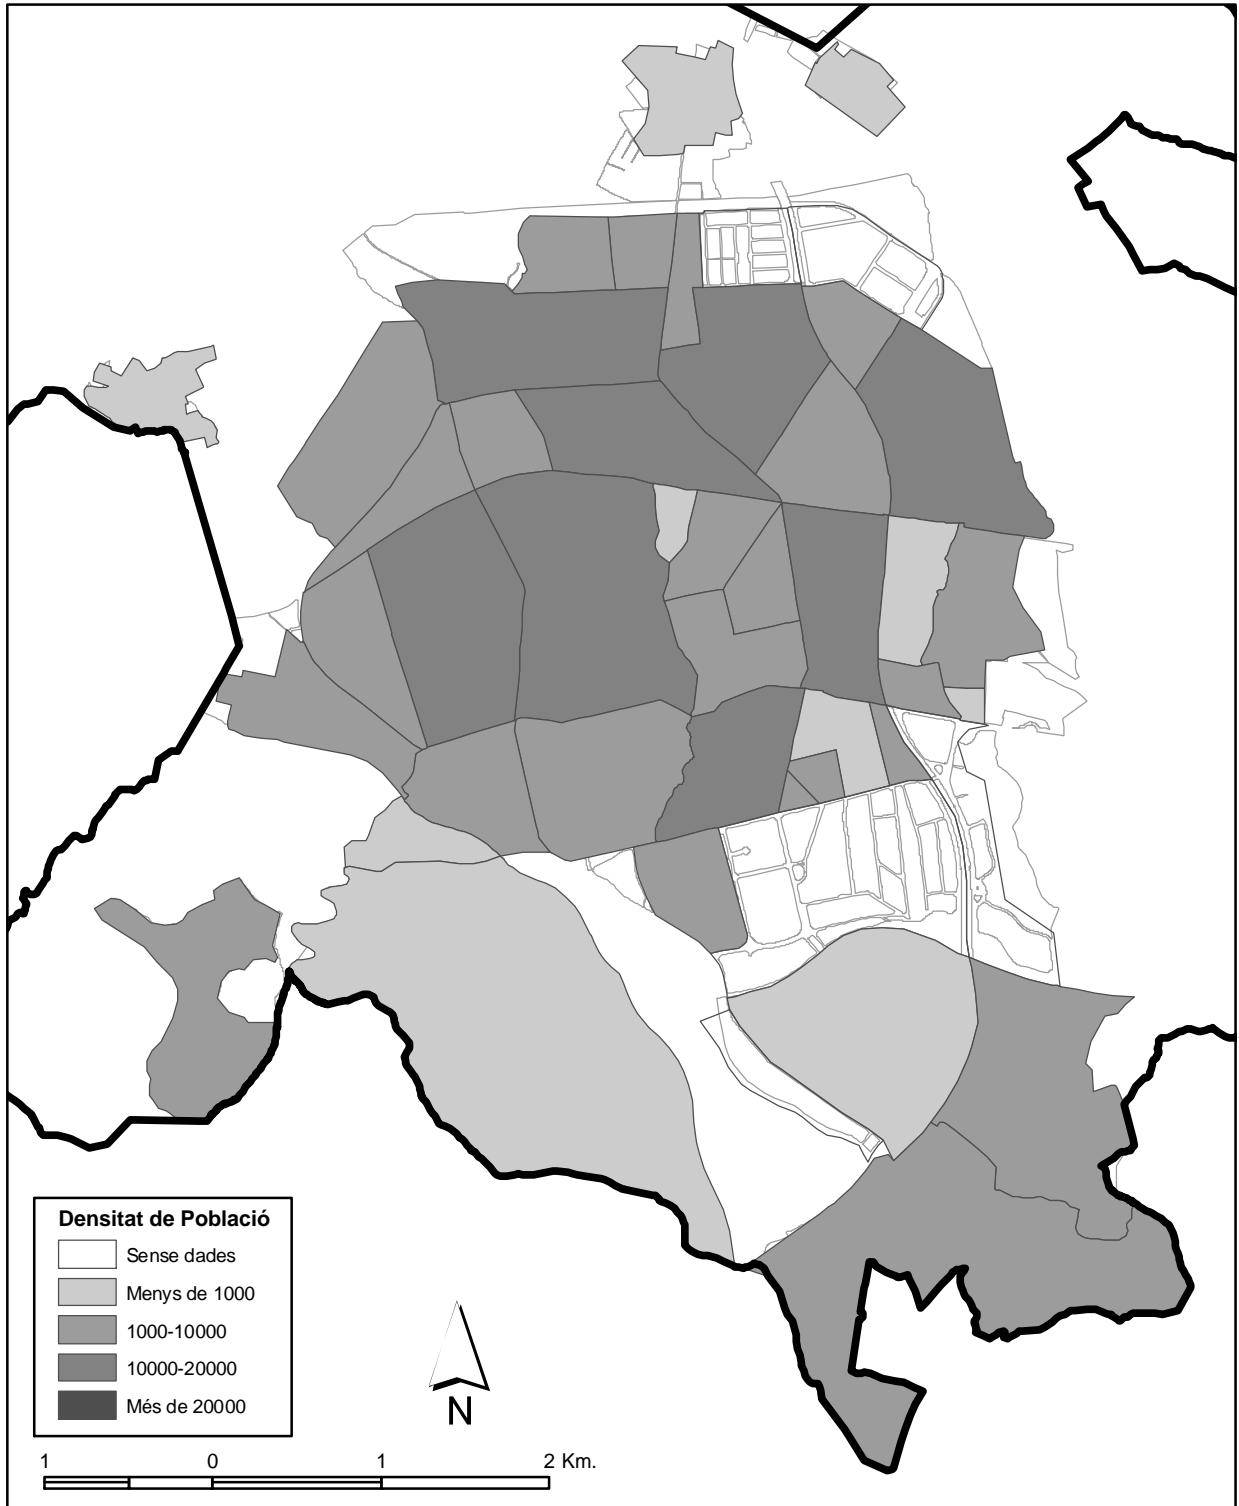 Densitat de Població
Sense dades
Menys de 1000
1000-10000
10000-20000
Més de 20000
N
1 0 1 2 Km.